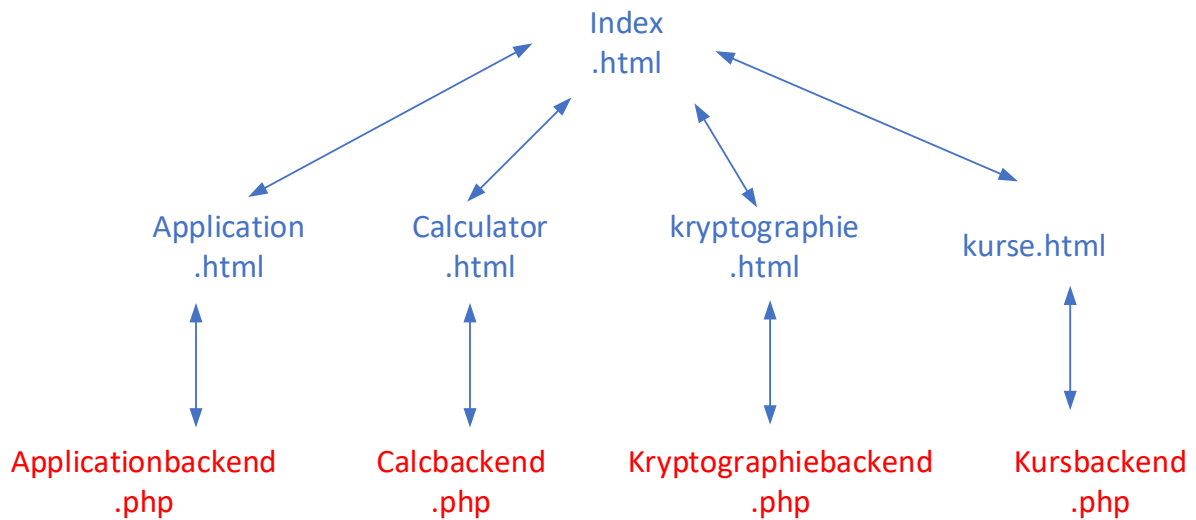 Index
.html
Application
.html
Calculator
.html
kryptographie
.html
kurse.html
Applicationbackend
.php
Calcbackend
.php
Kryptographiebackend
.php
Kursbackend
.php